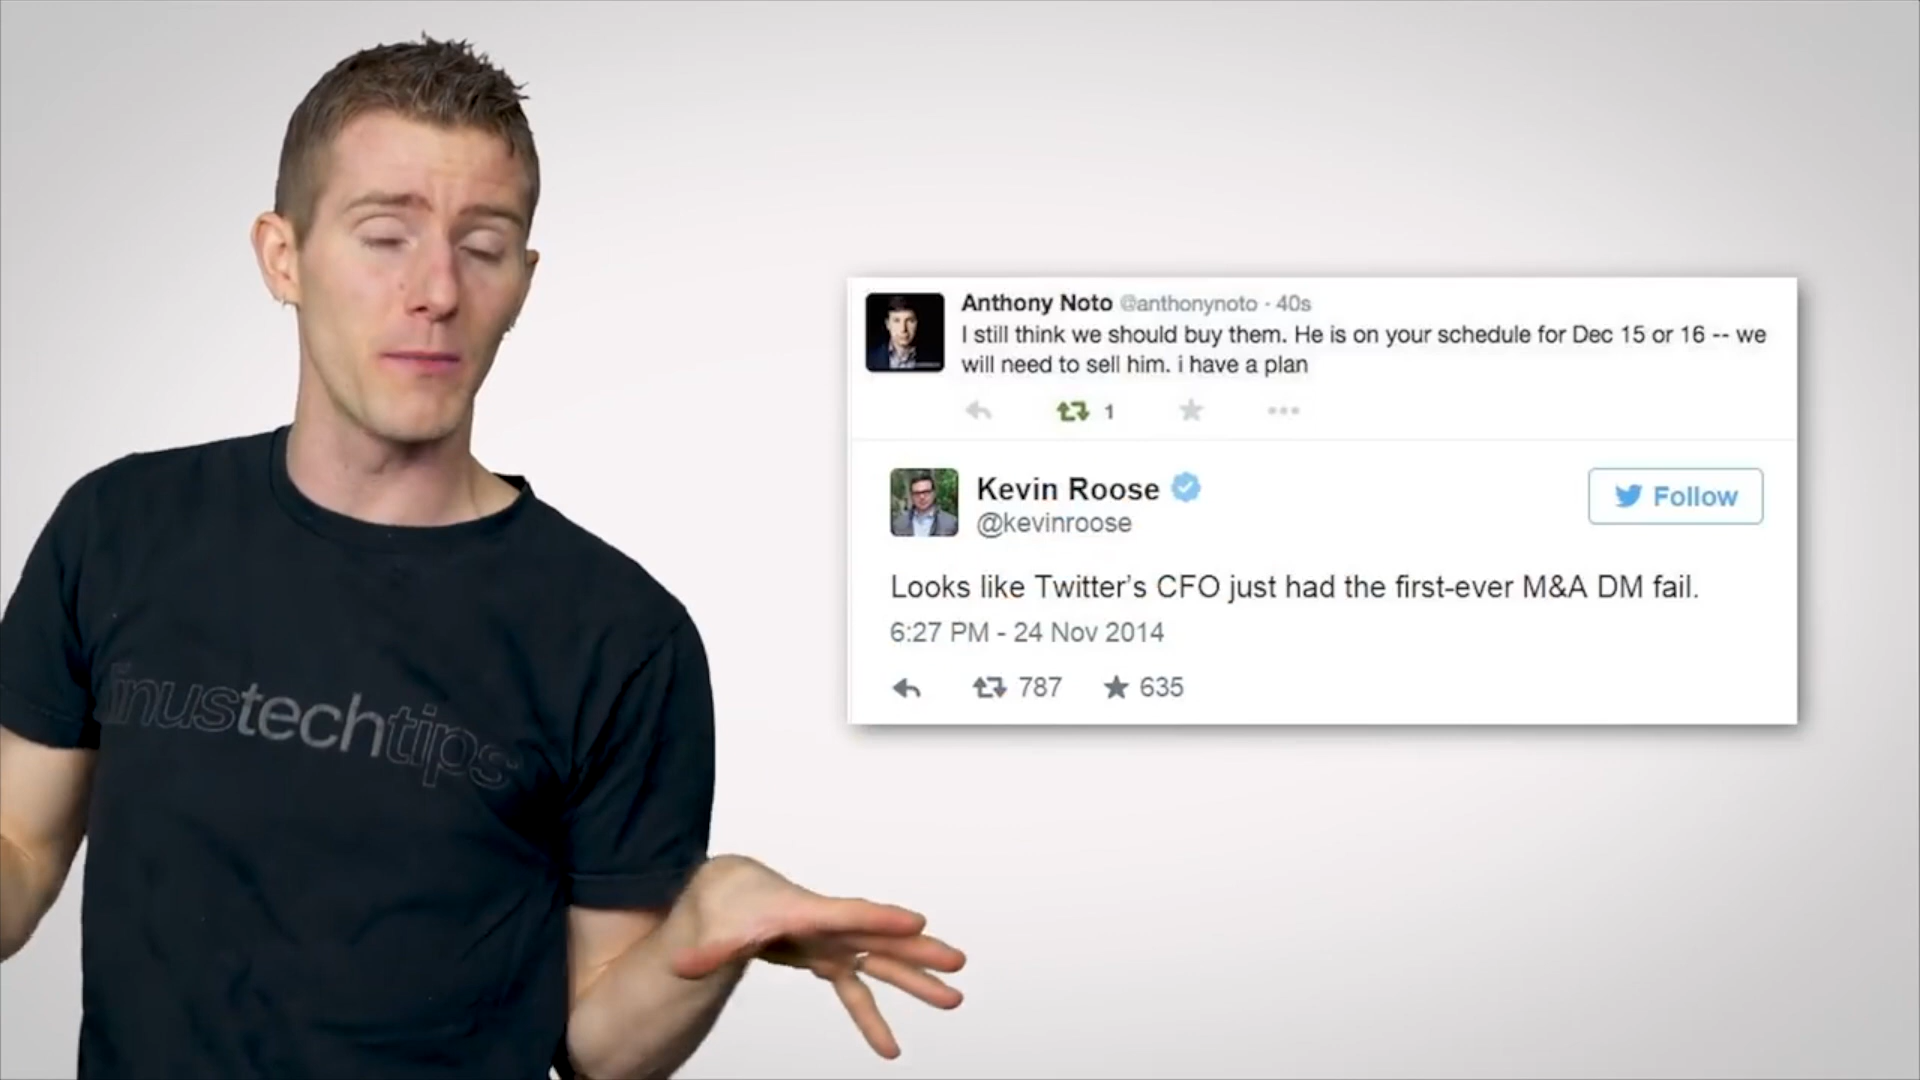 Anthony Noto @anthonynoto · 40s
I still think we should buy them. He is on your schedule for Dec 15 or 16 -- we
will need to sell him. i have a plan
1
Kevin Roose
@kevinroose
Follow
Looks like Twitter's CFO just had the first-ever M&A DM fail.
6:27 PM - 24 Nov 2014
787 635
linustechtips